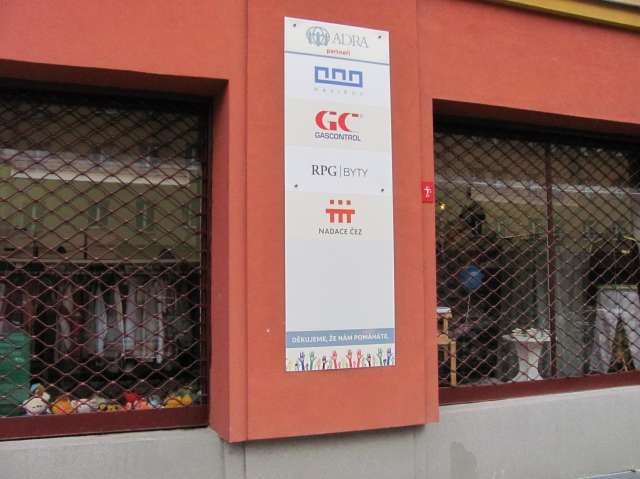 ADRA
partneři
GC
GASCONTROL
RPG|BYTY
NADACE ČEZ
DĚKUJEME, ŽE NÁM POMÁHÁTE.